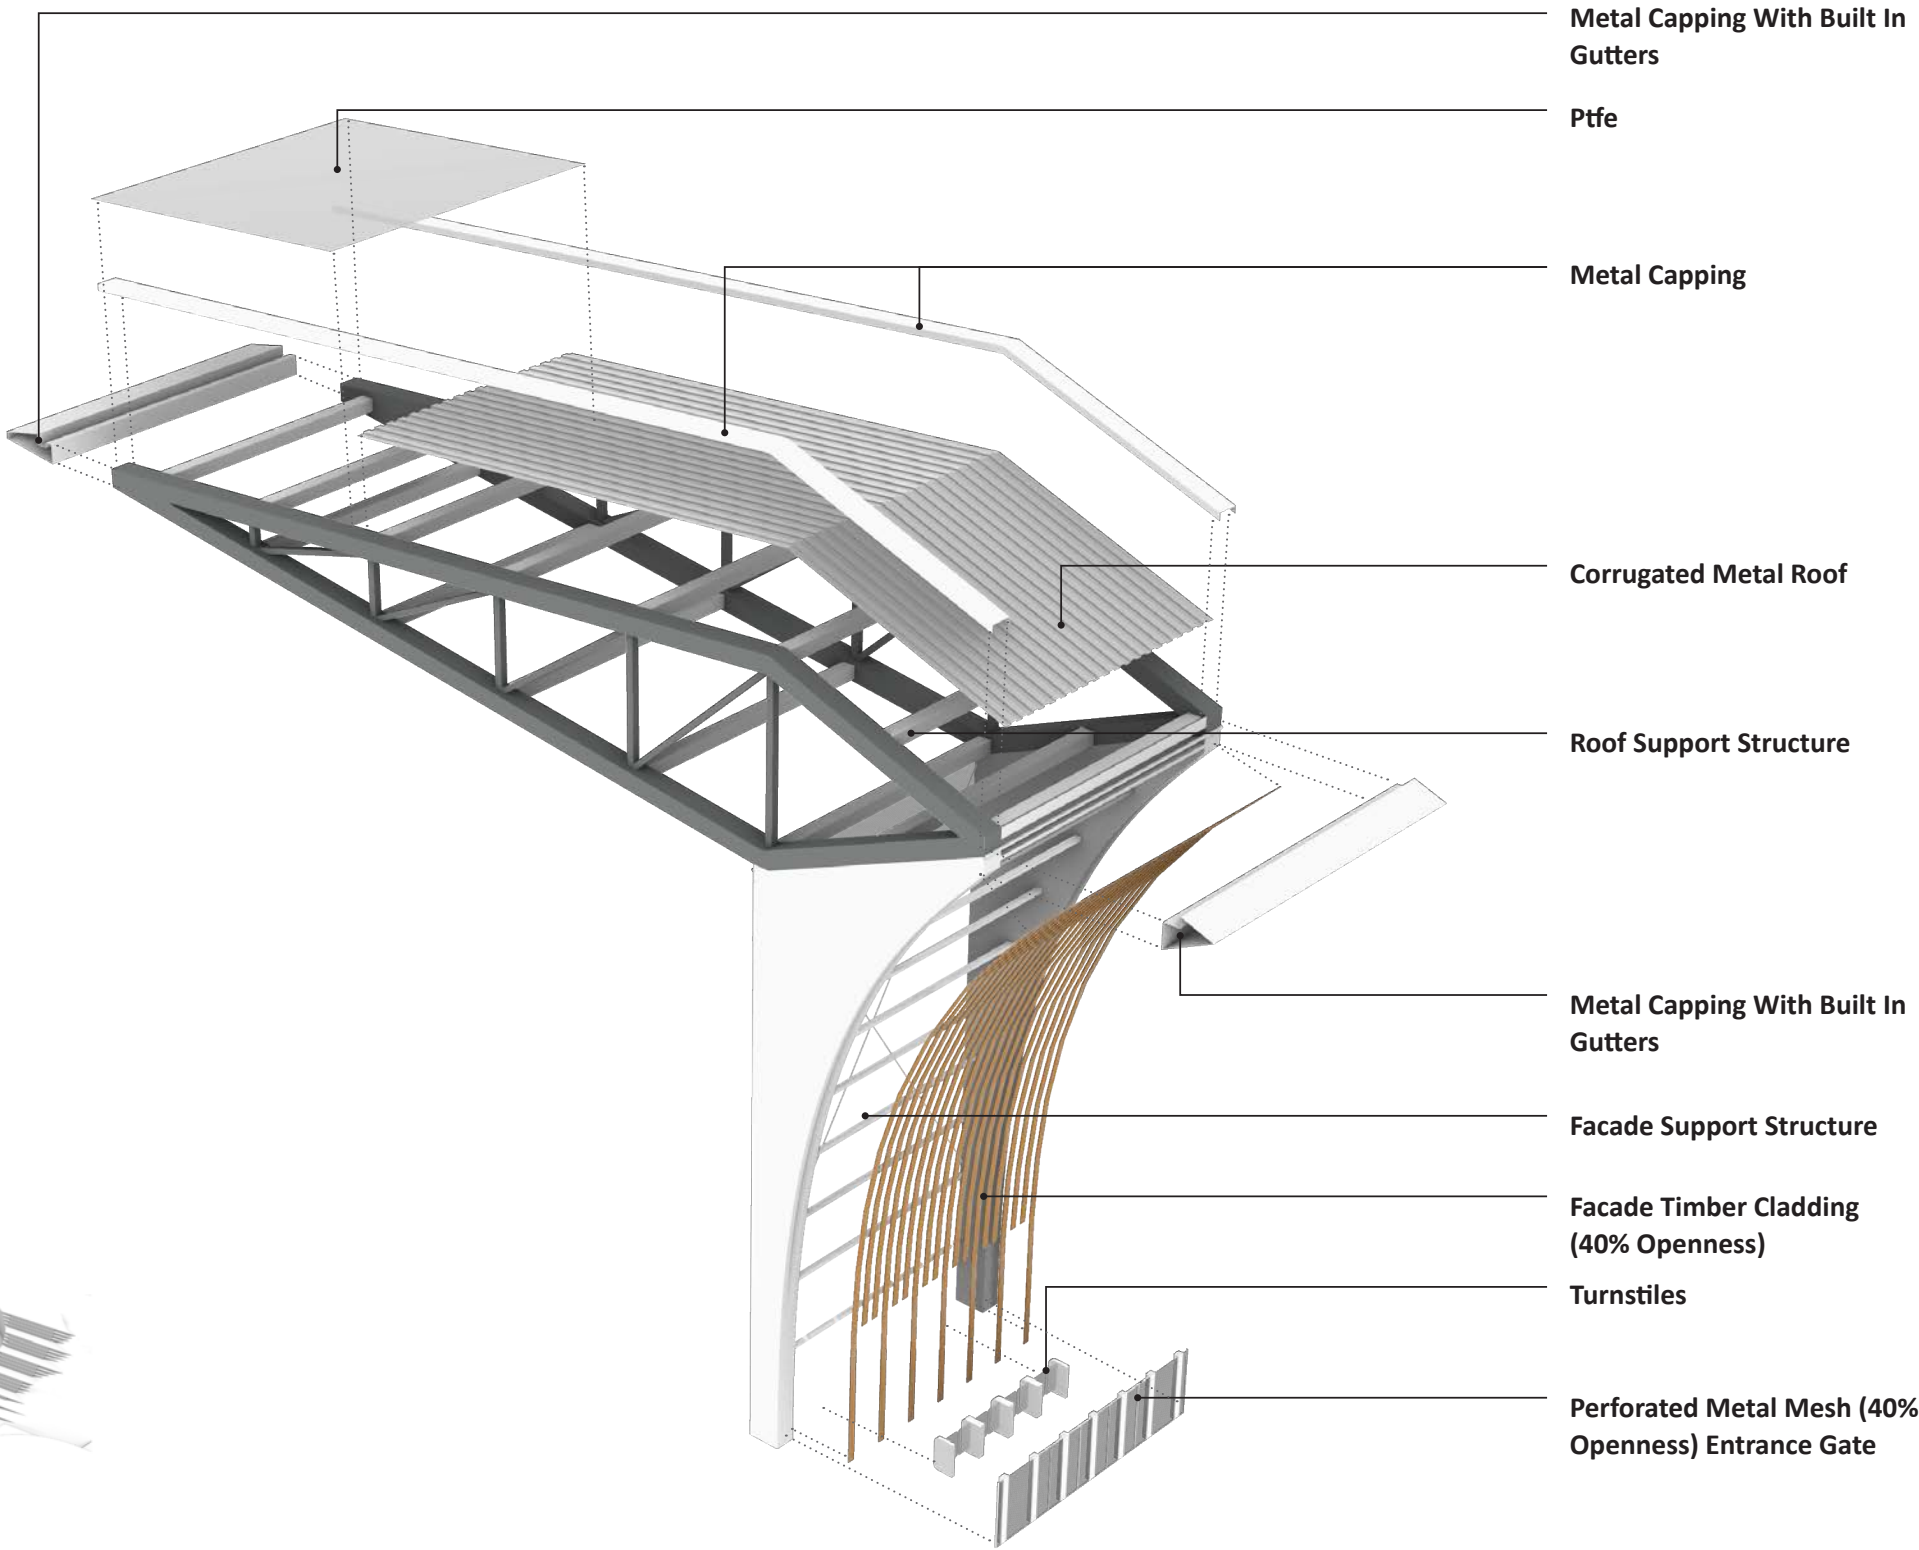 Metal Capping With Built In
Gutters
Ptfe
Metal Capping
Corrugated Metal Roof
Roof Support Structure
Metal Capping With Built In
Gutters
Facade Support Structure
Facade Timber Cladding
(40% Openness)
Turnstiles
Perforated Metal Mesh (40%
Openness) Entrance Gate